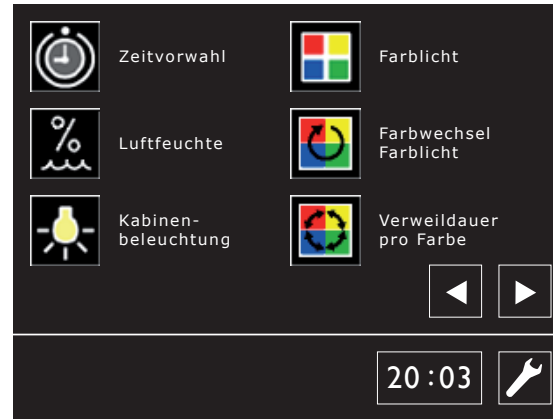 Zeitvorwahl
Farblicht
%
Luftfeuchte
Farbwechsel
Farblicht
Kabinen-
beleuchtung
Verweildauer
pro Farbe
20:03